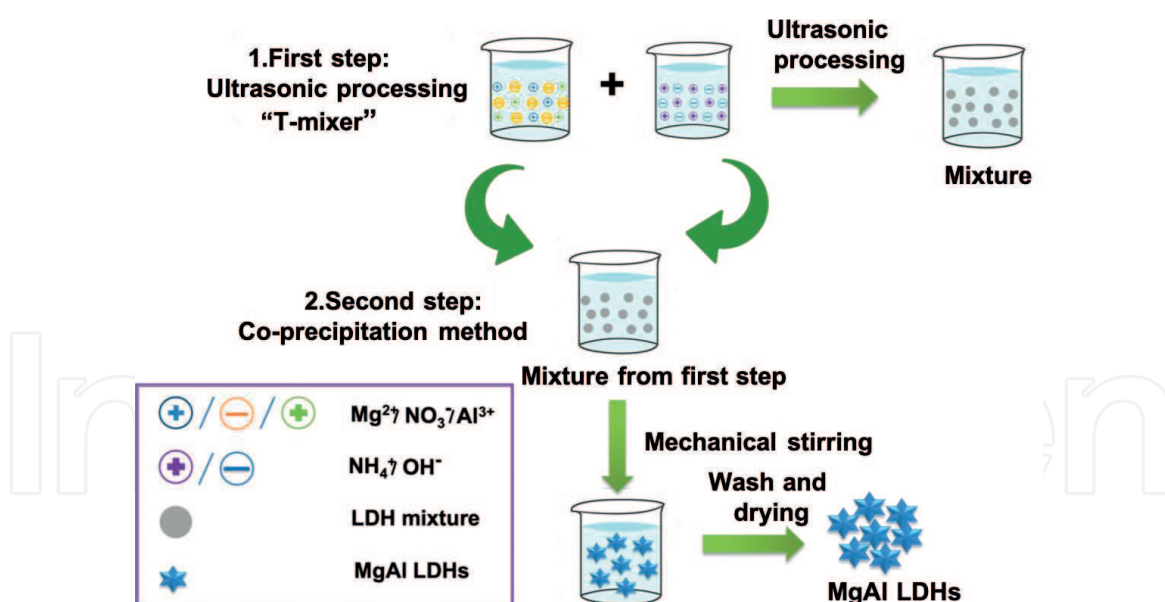 1.First step:
Ultrasonic processing
“T-mixer”
+
Ultrasonic
processing
Mixture
2.Second step:
Co-precipitation method
Mixture from first step
Mechanical stirring
Wash and
drying
MgAl LDHs
Mg²⁺/ NO₃⁻/Al³⁺
NH₄⁺/ OH⁻
LDH mixture
MgAl LDHs